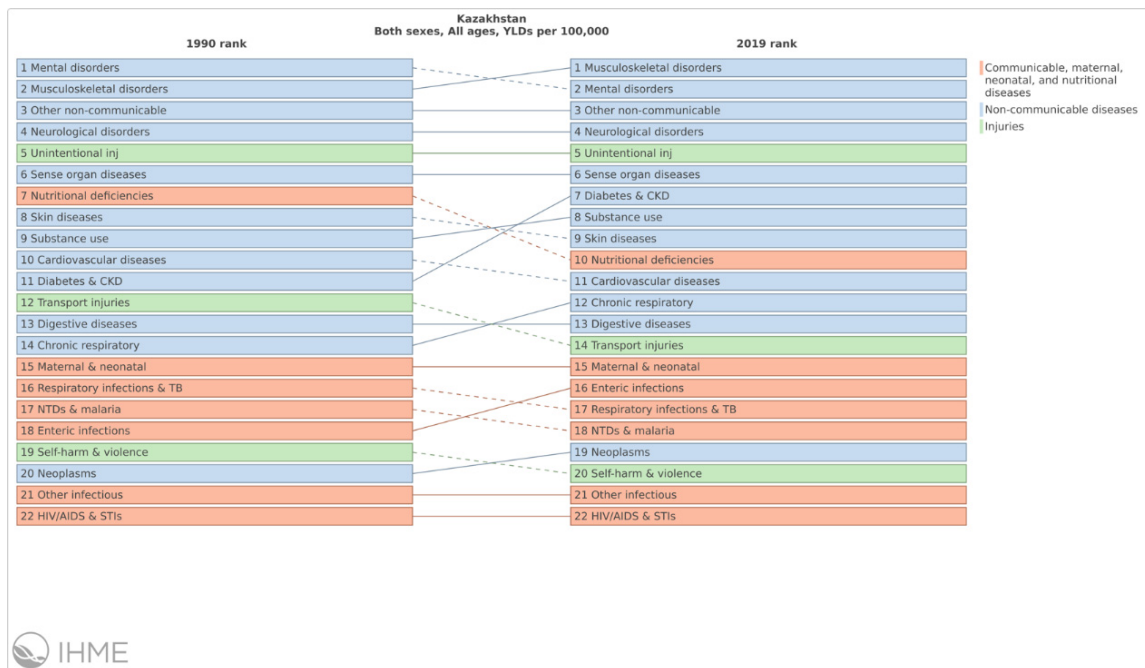 Kazakhstan
Both sexes, All ages, YLDs per 100,000
1990 rank
1 Mental disorders
2 Musculoskeletal disorders
3 Other non-communicable
4 Neurological disorders
5 Unintentional inj
6 Sense organ diseases
7 Nutritional deficiencies
8 Skin diseases
9 Substance use
10 Cardiovascular diseases
11 Diabetes & CKD
12 Transport injuries
13 Digestive diseases
14 Chronic respiratory
15 Maternal & neonatal
16 Respiratory infections & TB
17 NTDs & malaria
18 Enteric infections
19 Self-harm & violence
20 Neoplasms
21 Other infectious
22 HIV/AIDS & STIs
2019 rank
1 Musculoskeletal disorders
2 Mental disorders
3 Other non-communicable
4 Neurological disorders
5 Unintentional inj
6 Sense organ diseases
7 Diabetes & CKD
8 Substance use
9 Skin diseases
10 Nutritional deficiencies
11 Cardiovascular diseases
12 Chronic respiratory
13 Digestive diseases
14 Transport injuries
15 Maternal & neonatal
16 Enteric infections
17 Respiratory infections & TB
18 NTDs & malaria
19 Neoplasms
20 Self-harm & violence
21 Other infectious
22 HIV/AIDS & STIs
Communicable, maternal,
neonatal, and nutritional
diseases
Non-communicable diseases
Injuries
IHME